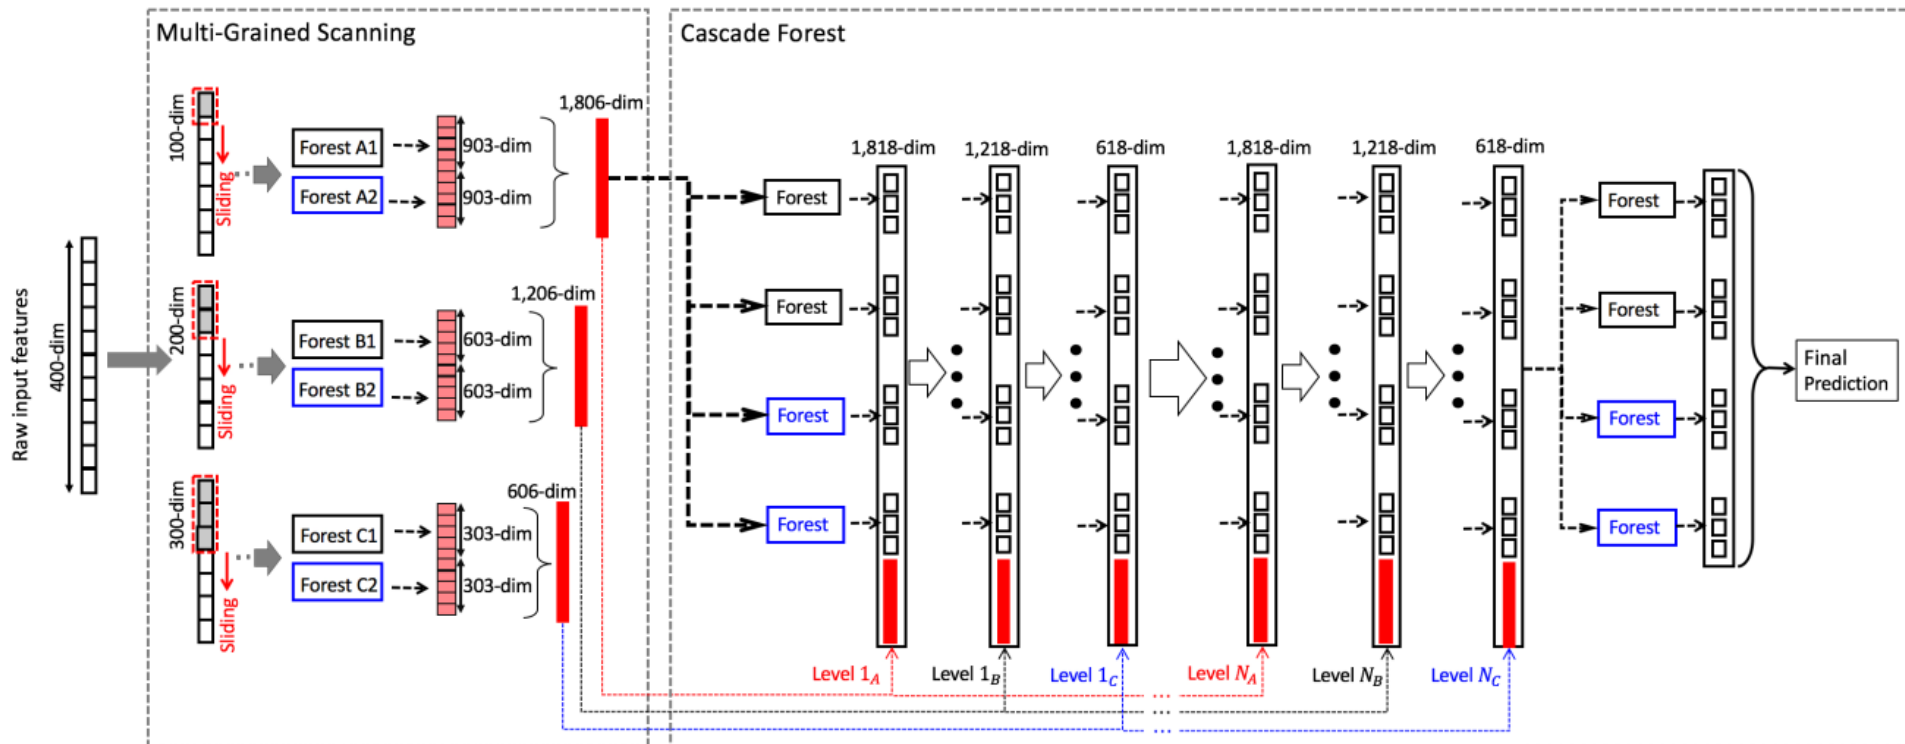 Multi-Grained Scanning
Cascade Forest
Raw input features
400-dim
100-dim
Sliding
Forest A1
Forest A2
903-dim
903-dim
1,806-dim
200-dim
Sliding
Forest B1
Forest B2
603-dim
603-dim
1,206-dim
300-dim
Sliding
Forest C1
Forest C2
303-dim
303-dim
606-dim
Forest
Forest
Forest
Forest
1,818-dim
1,218-dim
618-dim
1,818-dim
1,218-dim
618-dim
Level 1A
Level 1B
Level 1C
Level NA
Level NB
Level NC
...
...
...
Forest
Forest
Forest
Forest
Final
Prediction